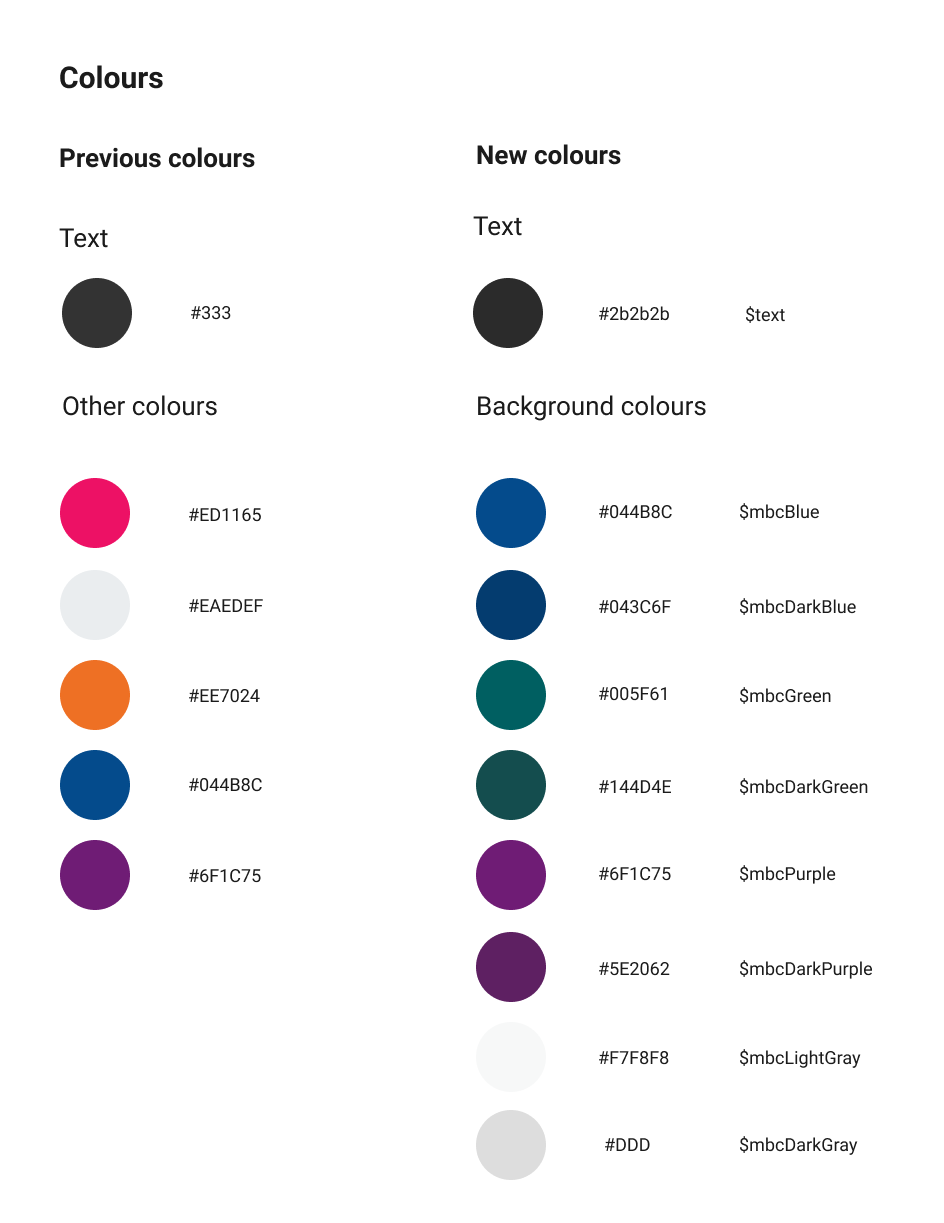 Colours
Previous colours
Text
#333
Other colours
#ED1165
#EAEDEF
#EE7024
#044B8C
#6F1C75
New colours
Text
#2b2b2b $text
Background colours
#044B8C $mbcBlue
#043C6F $mbcDarkBlue
#005F61 $mbcGreen
#144D4E $mbcDarkGreen
#6F1C75 $mbcPurple
#5E2062 $mbcDarkPurple
#F7F8F8 $mbcLightGray
#DDD $mbcDarkGray